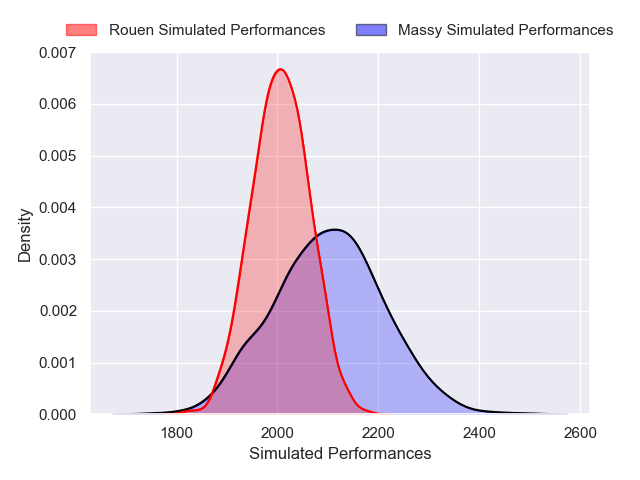 Rouen Simulated Performances Massy Simulated Performances
0.007
0.006
0.005
0.004
0.003
0.002
0.001
0.000
Density
1800 2000 2200 2400 2600
Simulated Performances